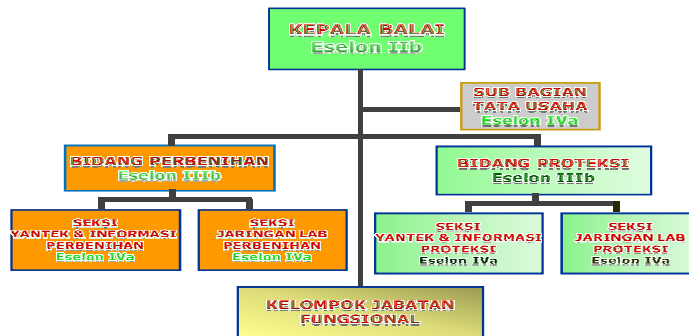 KEPALA BALAI
Eselon IIb
SUB BAGIAN
TATA USAHA
Eselon IVa
BIDANG PERBENIHAN
Eselon IIIb
BIDANG PROTEKSI
Eselon IIIb
SEKSI
YANTEK & INFORMASI
PERBENIHAN
Eselon IVa
SEKSI
JARINGAN LAB
PERBENIHAN
Eselon IVa
SEKSI
YANTEK & INFORMASI
PROTEKSI
Eselon IVa
SEKSI
JARINGAN LAB
PROTEKSI
Eselon IVa
KELOMPOK JABATAN
FUNGSIONAL